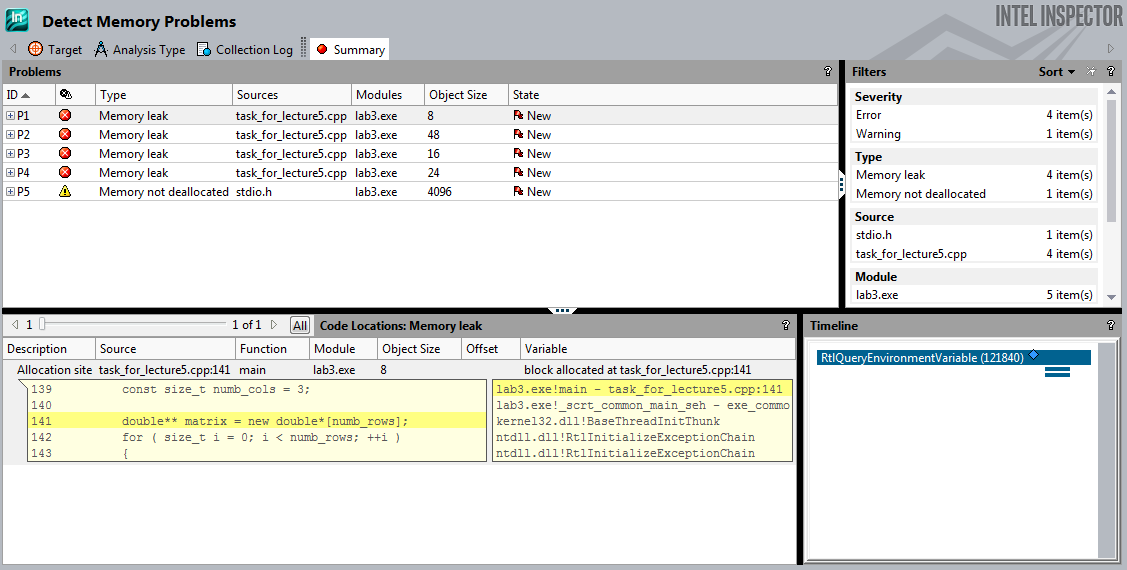 In Detect Memory Problems
INTEL INSPECTOR
Target Analysis Type Collection Log Summary
Problems ?
ID Type Sources Modules Object Size State
P1 Memory leak task_for_lecture5.cpp lab3.exe 8 New
P2 Memory leak task_for_lecture5.cpp lab3.exe 48 New
P3 Memory leak task_for_lecture5.cpp lab3.exe 16 New
P4 Memory leak task_for_lecture5.cpp lab3.exe 24 New
P5 Memory not deallocated stdio.h lab3.exe 4096 New
Filters Sort ?
Severity
Error 4 item(s)
Warning 1 item(s)
Type
Memory leak 4 item(s)
Memory not deallocated 1 item(s)
Source
stdio.h 1 item(s)
task_for_lecture5.cpp 4 item(s)
Module
lab3.exe 5 item(s)
1 1 of 1 All Code Locations: Memory leak ?
Description Source Function Module Object Size Offset Variable
Allocation site task_for_lecture5.cpp:141 main lab3.exe 8 block allocated at task_for_lecture5.cpp:141
139 const size_t numb_cols = 3;
140
141 double** matrix = new double*[numb_rows];
142 for ( size_t i = 0; i < numb_rows; ++i )
143 {
lab3.exe!main - task_for_lecture5.cpp:141
lab3.exe!_scrt_common_main_seh - exe_commo
kernel32.dll!BaseThreadInitThunk
ntdll.dll!RtlInitializeExceptionChain
ntdll.dll!RtlInitializeExceptionChain
Timeline ?
RtlQueryEnvironmentVariable (121840)